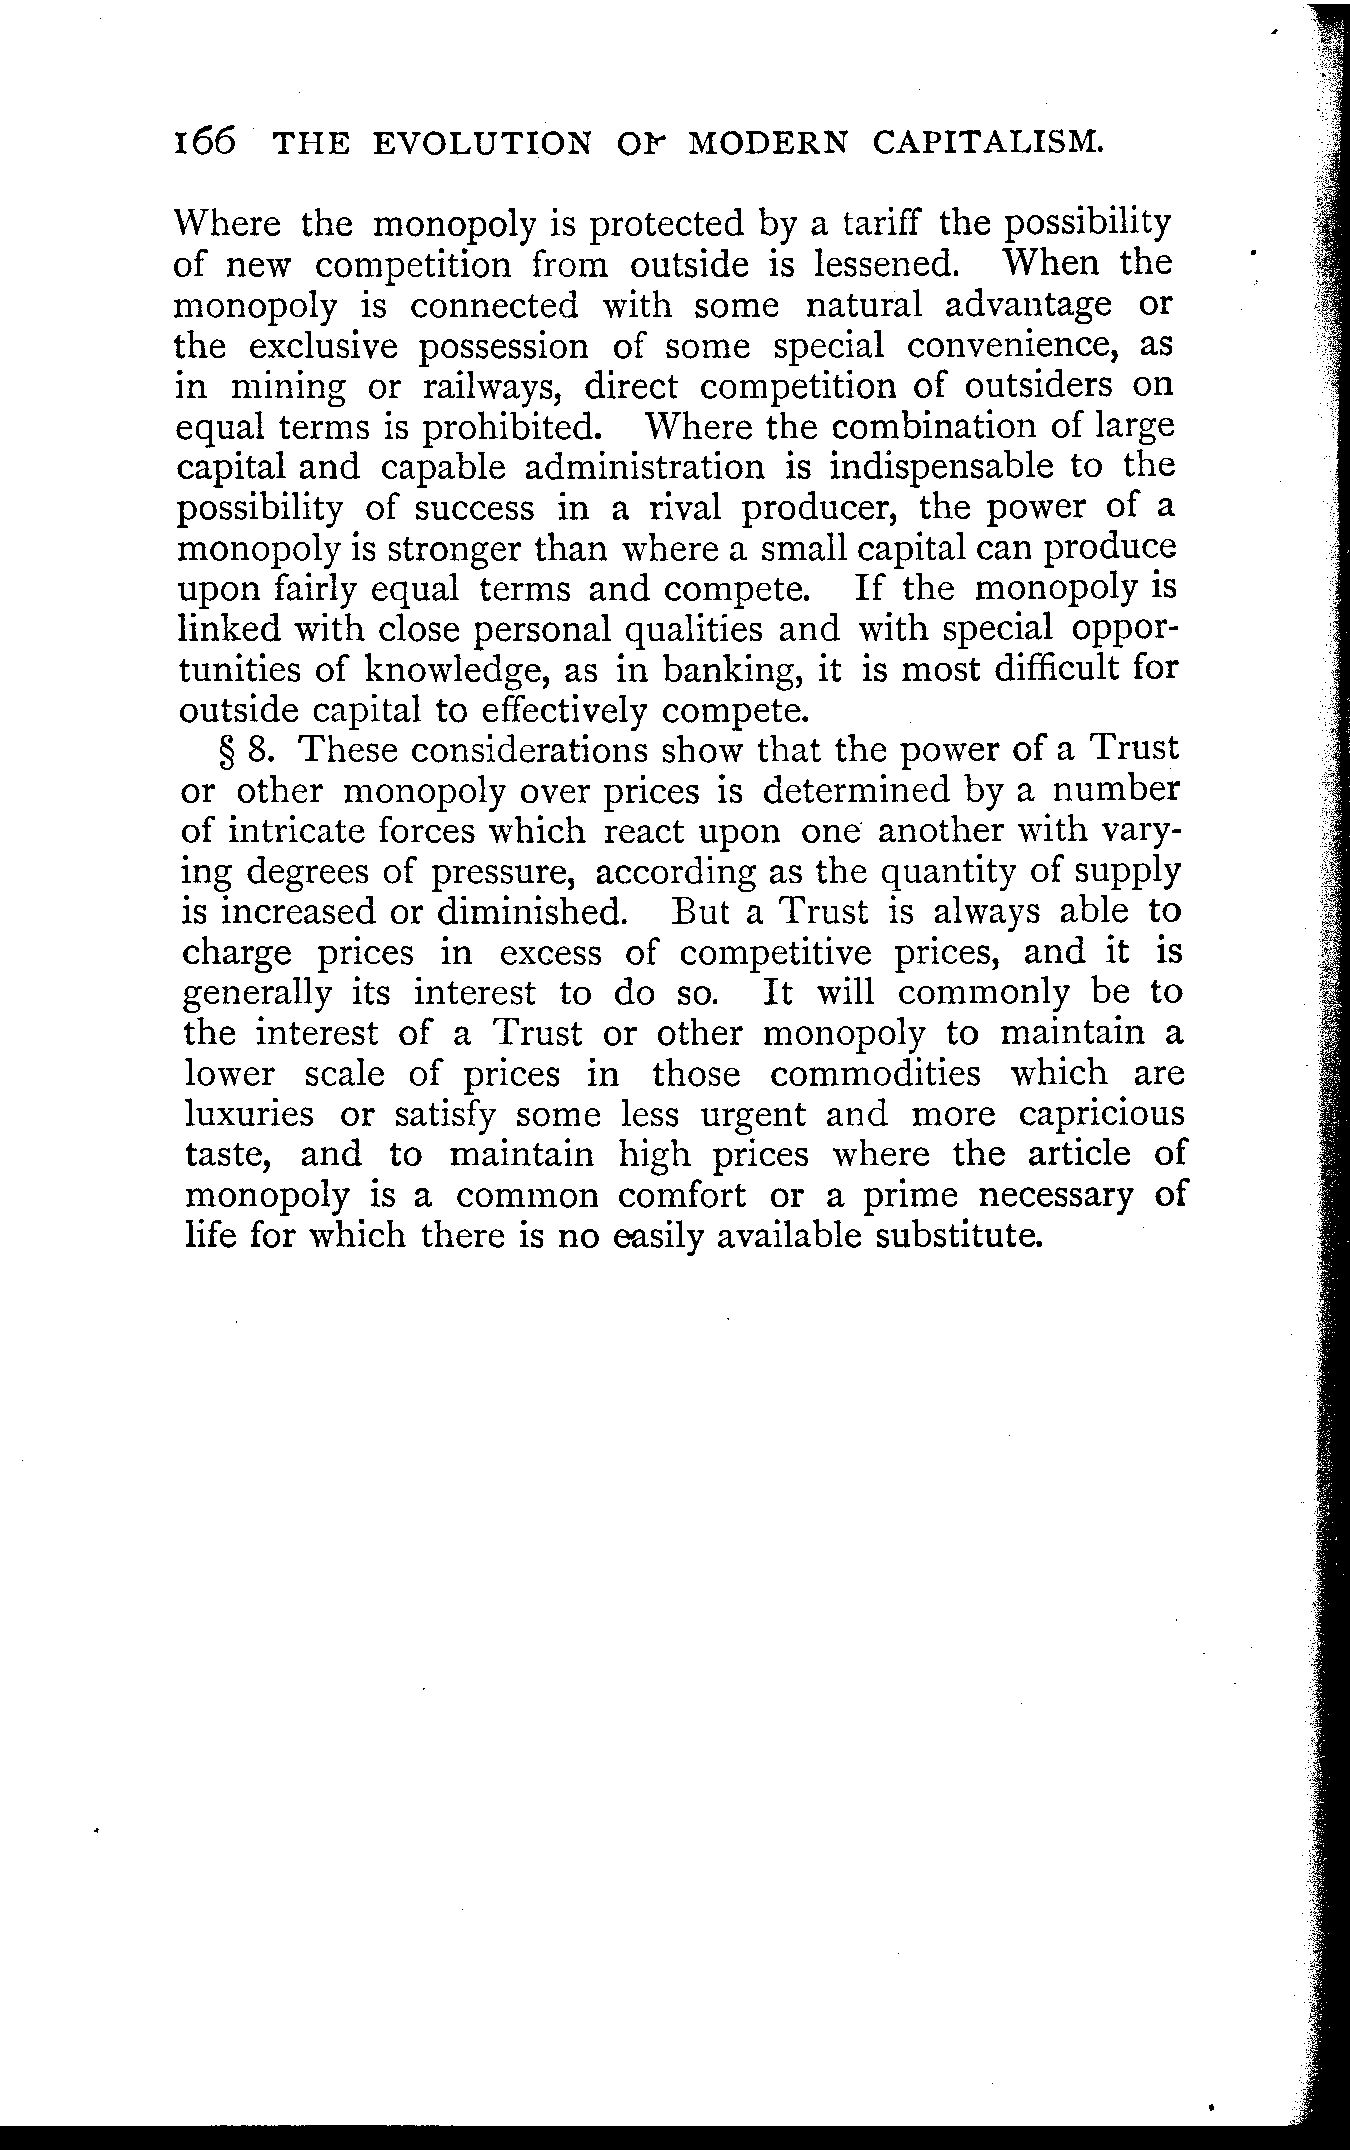 166 THE EVOLUTION OF MODERN CAPITALISM.
Where the monopoly is protected by a tariff the possibility
of new competition from outside is lessened. When the
monopoly is connected with some natural advantage or
the exclusive possession of some special convenience, as
in mining or railways, direct competition of outsiders on
equal terms is prohibited. Where the combination of large
capital and capable administration is indispensable to the
possibility of success in a rival producer, the power of a
monopoly is stronger than where a small capital can produce
upon fairly equal terms and compete. If the monopoly is
linked with close personal qualities and with special oppor-
tunities of knowledge, as in banking, it is most difficult for
outside capital to effectively compete.
§ 8. These considerations show that the power of a Trust
or other monopoly over prices is determined by a number
of intricate forces which react upon one another with vary-
ing degrees of pressure, according as the quantity of supply
is increased or diminished. But a Trust is always able to
charge prices in excess of competitive prices, and it is
generally its interest to do so. It will commonly be to
the interest of a Trust or other monopoly to maintain a
lower scale of prices in those commodities which are
luxuries or satisfy some less urgent and more capricious
taste, and to maintain high prices where the article of
monopoly is a common comfort or a prime necessary of
life for which there is no easily available substitute.